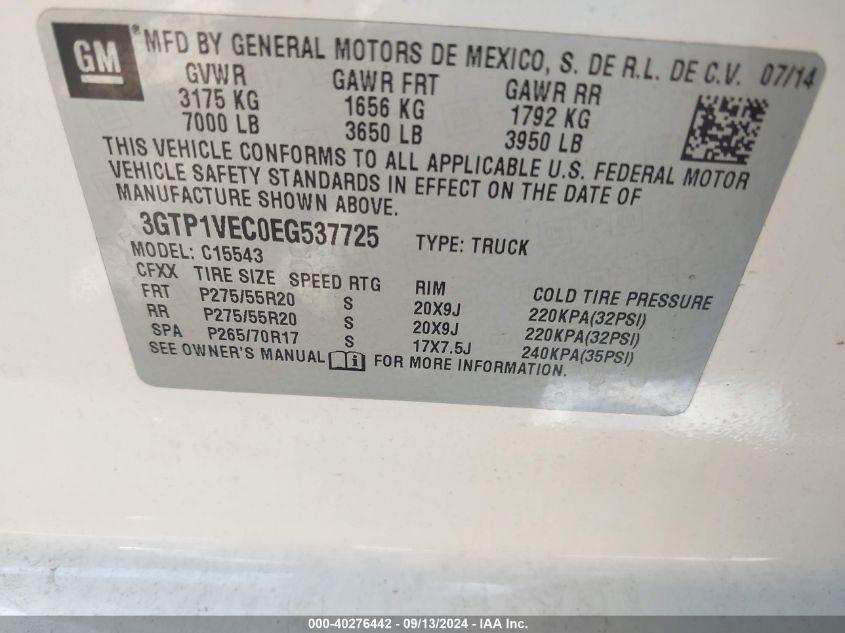 GM
® MFD BY GENERAL MOTORS DE MEXICO, S. DE R.L. DE C.V. 07/14
GVWR GAWR FRT GAWR RR
3175 KG 1656 KG 1792 KG
7000 LB 3650 LB 3950 LB
THIS VEHICLE CONFORMS TO ALL APPLICABLE U.S. FEDERAL MOTOR
VEHICLE SAFETY STANDARDS IN EFFECT ON THE DATE OF
MANUFACTURE SHOWN ABOVE.
3GTP1VEC0EG537725 TYPE: TRUCK
MODEL: C15543
CFXX TIRE SIZE SPEED RTG RIM COLD TIRE PRESSURE
FRT P275/55R20 S 20X9J 220KPA(32PSI)
RR P275/55R20 S 20X9J 220KPA(32PSI)
SPA P265/70R17 S 17X7.5J 240KPA(35PSI)
SEE OWNER'S MANUAL FOR MORE INFORMATION.
000-40276442 - 09/13/2024 - IAA Inc.